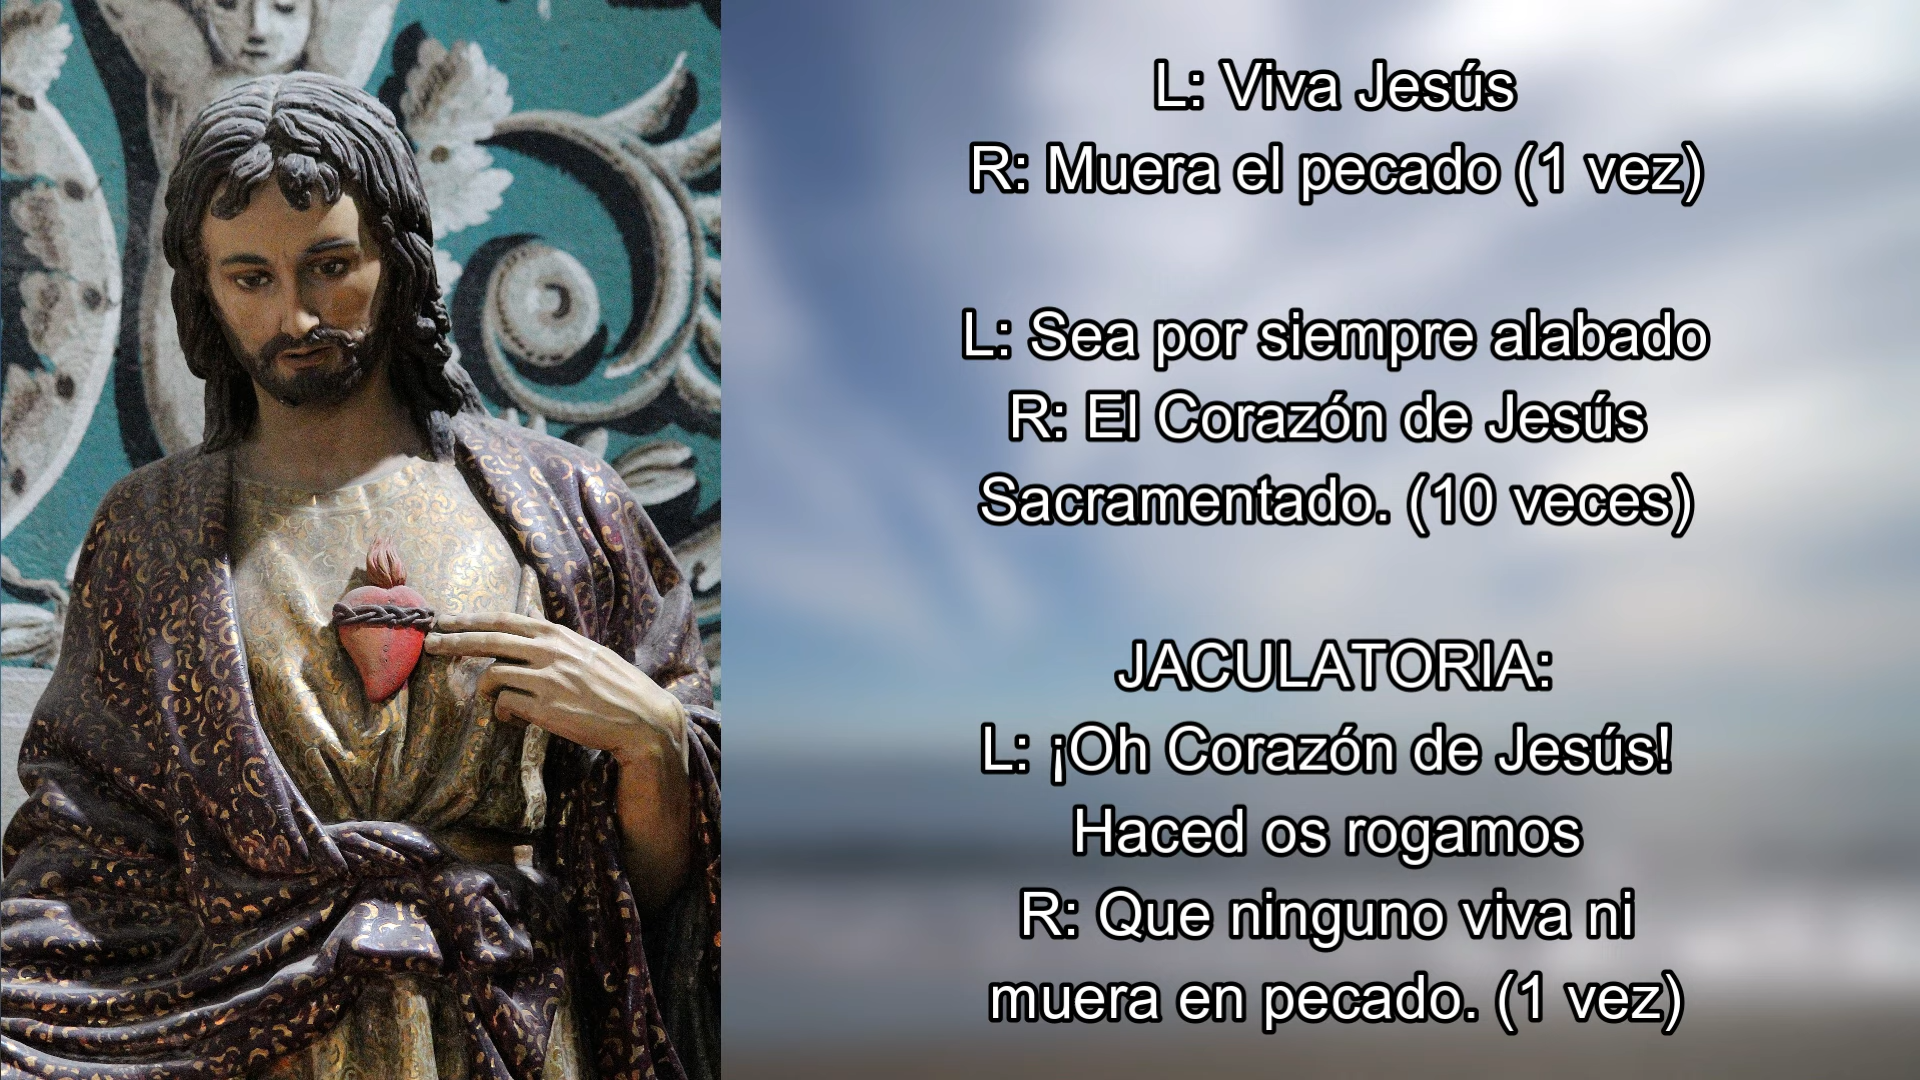 L: Viva Jesús
R: Muera el pecado (1 vez)
L: Sea por siempre alabado
R: El Corazón de Jesús
Sacramentado. (10 veces)
JACULATORIA:
L: ¡Oh Corazón de Jesús!
Haced os rogamos
R: Que ninguno viva ni
muera en pecado. (1 vez)